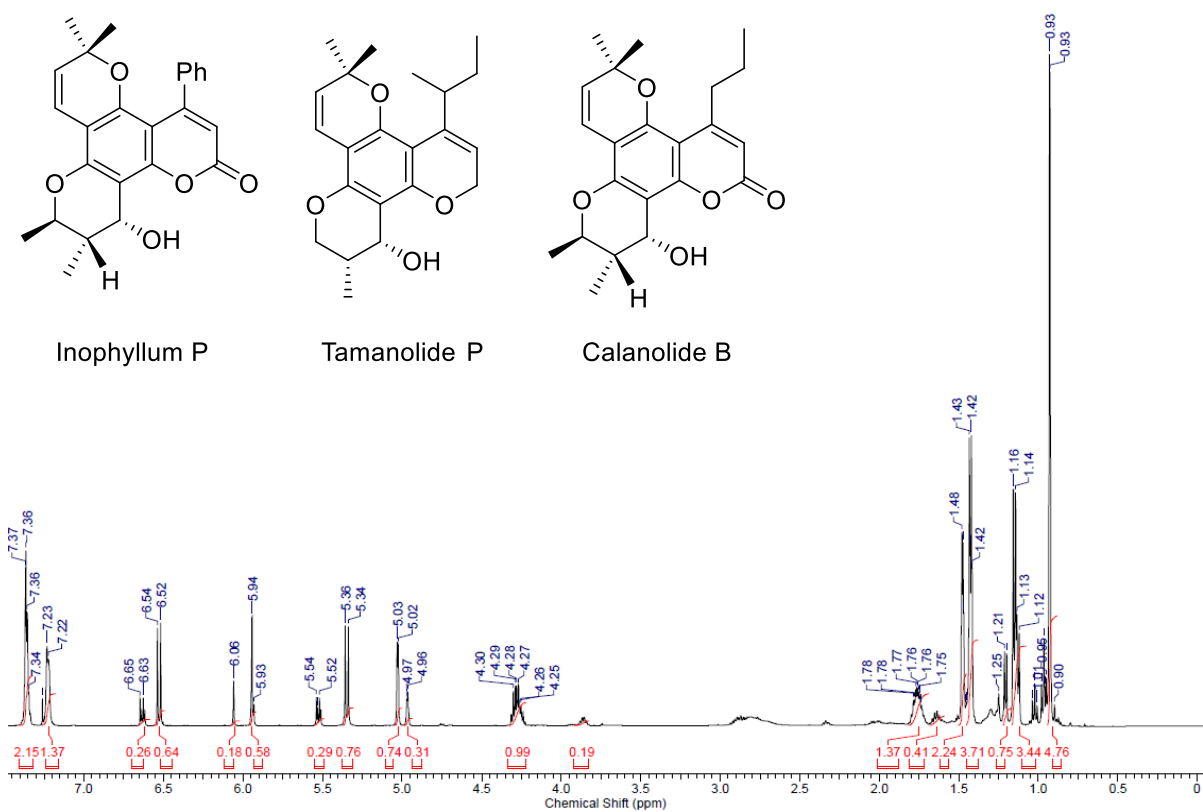 O
Ph
O
O
O
OH
H
Inophyllum P
O
O
O
OH
Tamanolide P
O
O
O
O
OH
H
Calanolide B
0.93
0.93
7.37
7.36
7.36
7.34
7.23
7.22
6.65
6.63
6.54
6.52
6.06
5.94
5.93
5.54
5.52
5.36
5.34
5.03
5.02
4.97
4.96
4.30
4.29
4.28
4.27
4.26
4.25
1.78
1.78
1.77
1.76
1.76
1.75
1.48
1.43
1.42
1.42
1.25
1.21
1.16
1.14
1.13
1.12
1.01
0.95
0.90
2.15 1.37 0.26 0.64 0.18 0.58 0.29 0.76 0.74 0.31 0.99 0.19 1.37 0.41 2.24 3.71 0.75 3.44 4.76
7.0 6.5 6.0 5.5 5.0 4.5 4.0 3.5 3.0 2.5 2.0 1.5 1.0 0.5 0
Chemical Shift (ppm)